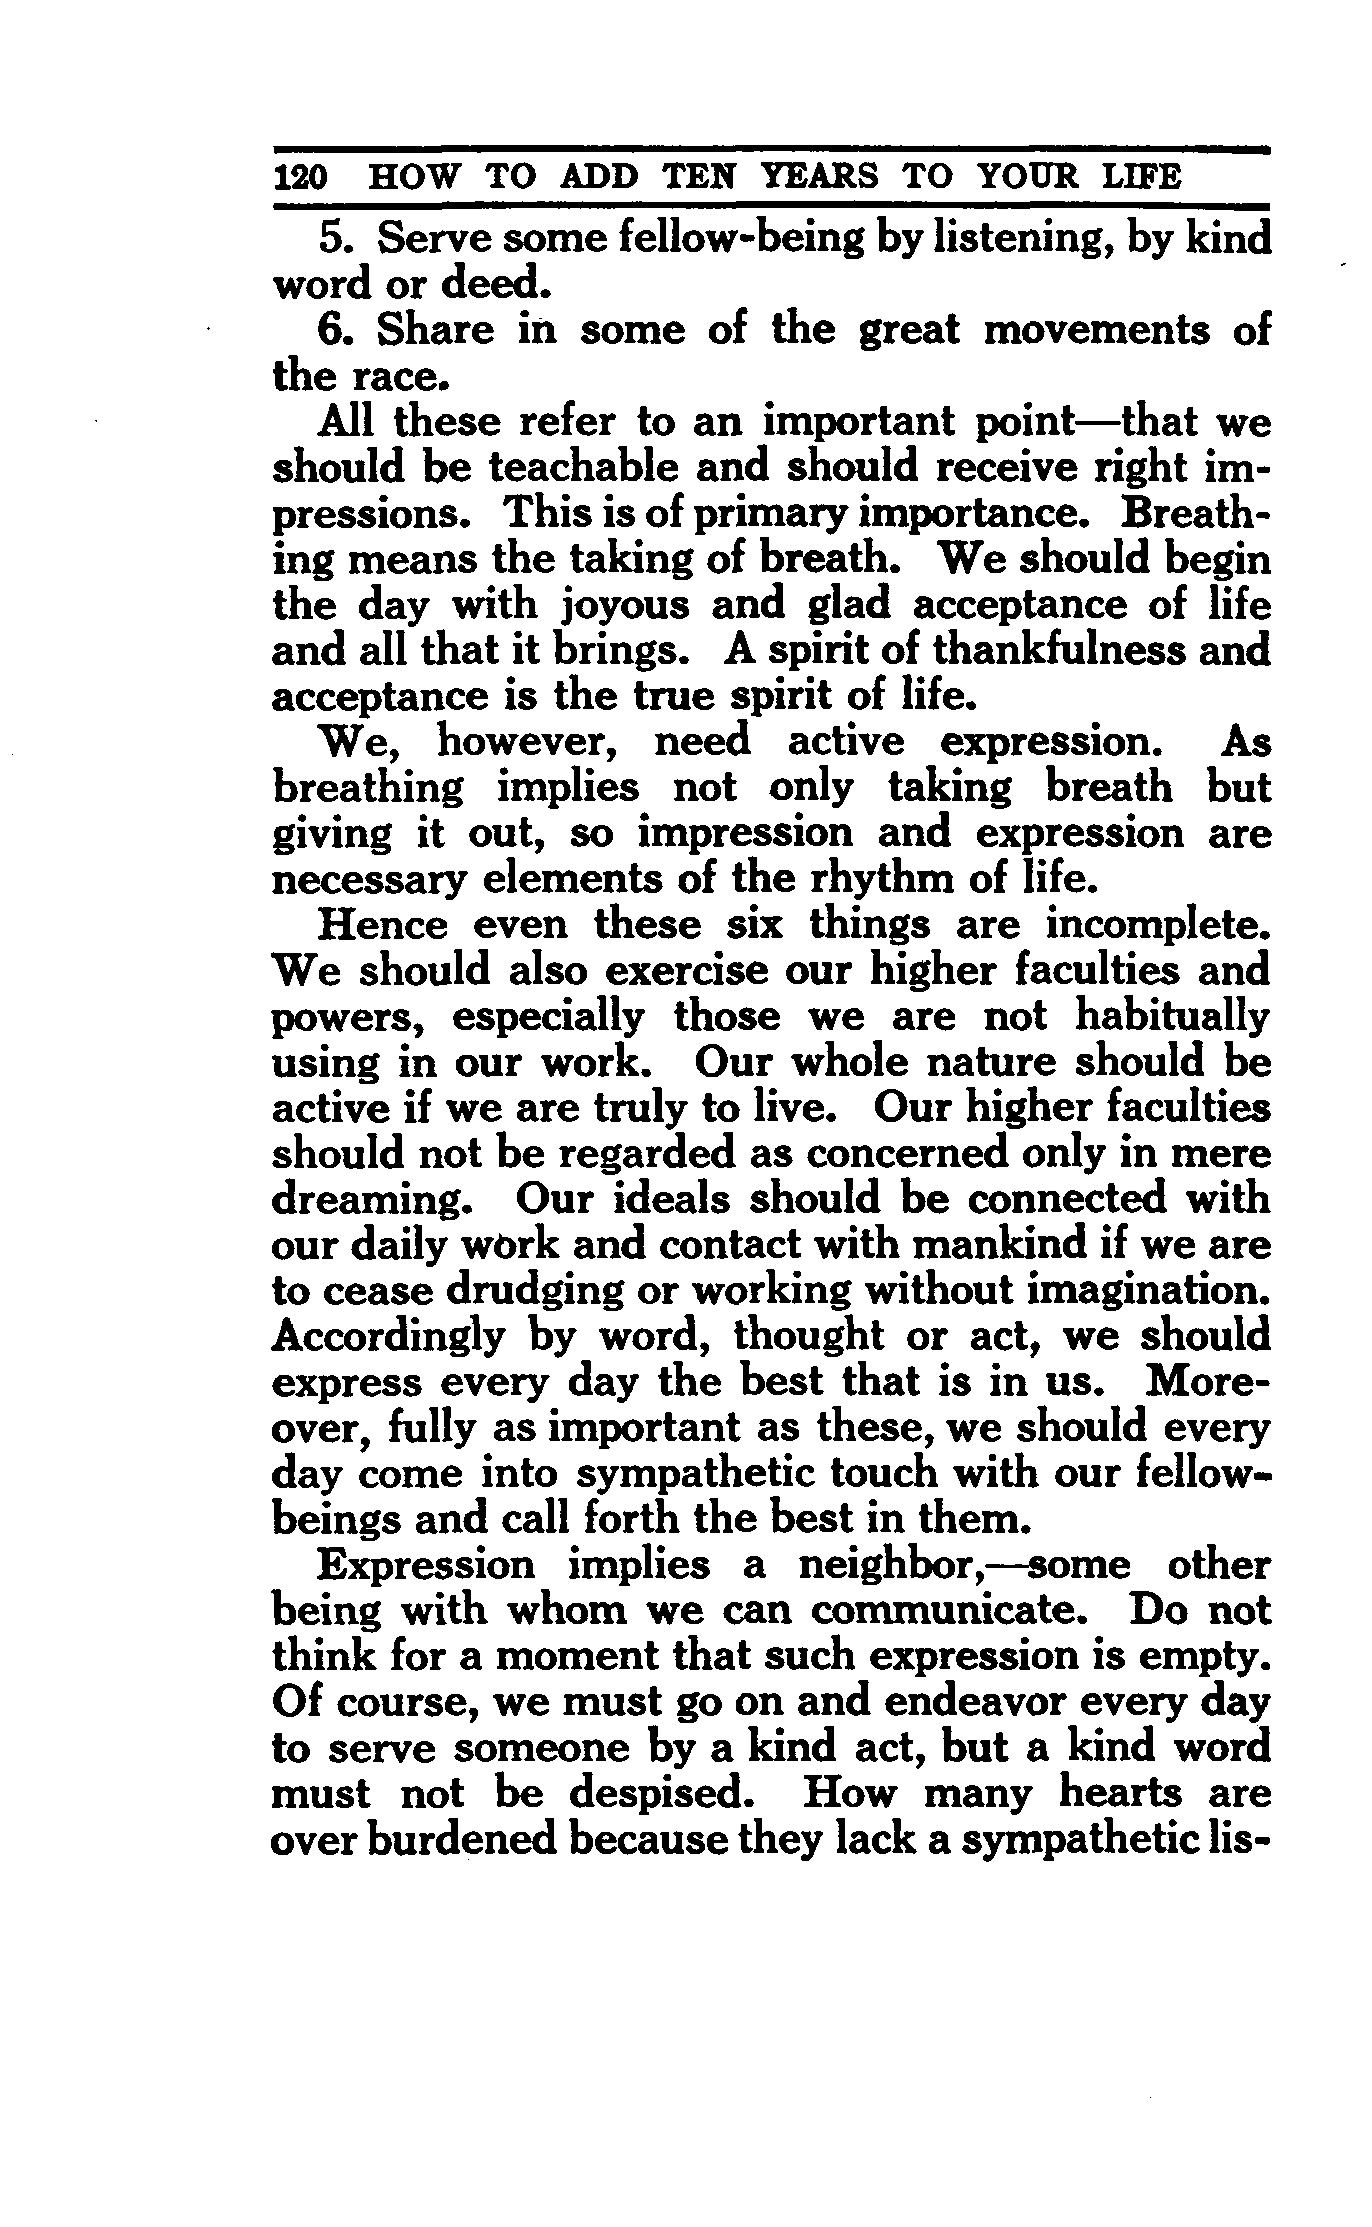 120 HOW TO ADD TEN YEARS TO YOUR LIFE
5. Serve some fellow-being by listening, by kind
word or deed.
6. Share in some of the great movements of
the race.
All these refer to an important point—that we
should be teachable and should receive right im-
pressions. This is of primary importance. Breath-
ing means the taking of breath. We should begin
the day with joyous and glad acceptance of life
and all that it brings. A spirit of thankfulness and
acceptance is the true spirit of life.
We, however, need active expression. As
breathing implies not only taking breath but
giving it out, so impression and expression are
necessary elements of the rhythm of life.
Hence even these six things are incomplete.
We should also exercise our higher faculties and
powers, especially those we are not habitually
using in our work. Our whole nature should be
active if we are truly to live. Our higher faculties
should not be regarded as concerned only in mere
dreaming. Our ideals should be connected with
our daily work and contact with mankind if we are
to cease drudging or working without imagination.
Accordingly by word, thought or act, we should
express every day the best that is in us. More-
over, fully as important as these, we should every
day come into sympathetic touch with our fellow-
beings and call forth the best in them.
Expression implies a neighbor,—some other
being with whom we can communicate. Do not
think for a moment that such expression is empty.
Of course, we must go on and endeavor every day
to serve someone by a kind act, but a kind word
must not be despised. How many hearts are
over burdened because they lack a sympathetic lis-